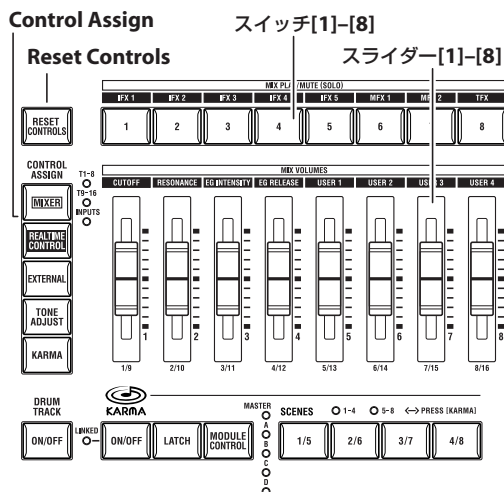 Control Assign
スイッチ[1]–[8]
Reset Controls
スライダー[1]–[8]
MIX PLAY/MUTE (SOLO)
IFX 1 IFX 2 IFX 3 IFX 4 IFX 5 MFX 1 MFX 2 TFX
RESET CONTROLS
1 2 3 4 5 6 7 8
CONTROL ASSIGN
T1-8
T9-16
INPUTS
MIX VOLUMES
CUTOFF RESONANCE EG INTENSITY EG RELEASE USER 1 USER 2 USER 3 USER 4
MIXER
REALTIME CONTROL
EXTERNAL
TONE ADJUST
KARMA
1 2 3 4 5 6 7 8
1/9 2/10 3/11 4/12 5/13 6/14 7/15 8/16
DRUM TRACK
KARMA
MASTER
A
B
C
D
SCENES 1-4 5-8 <--> PRESS [KARMA]
ON/OFF
LINKED
ON/OFF LATCH MODULE CONTROL
1/5 2/6 3/7 4/8